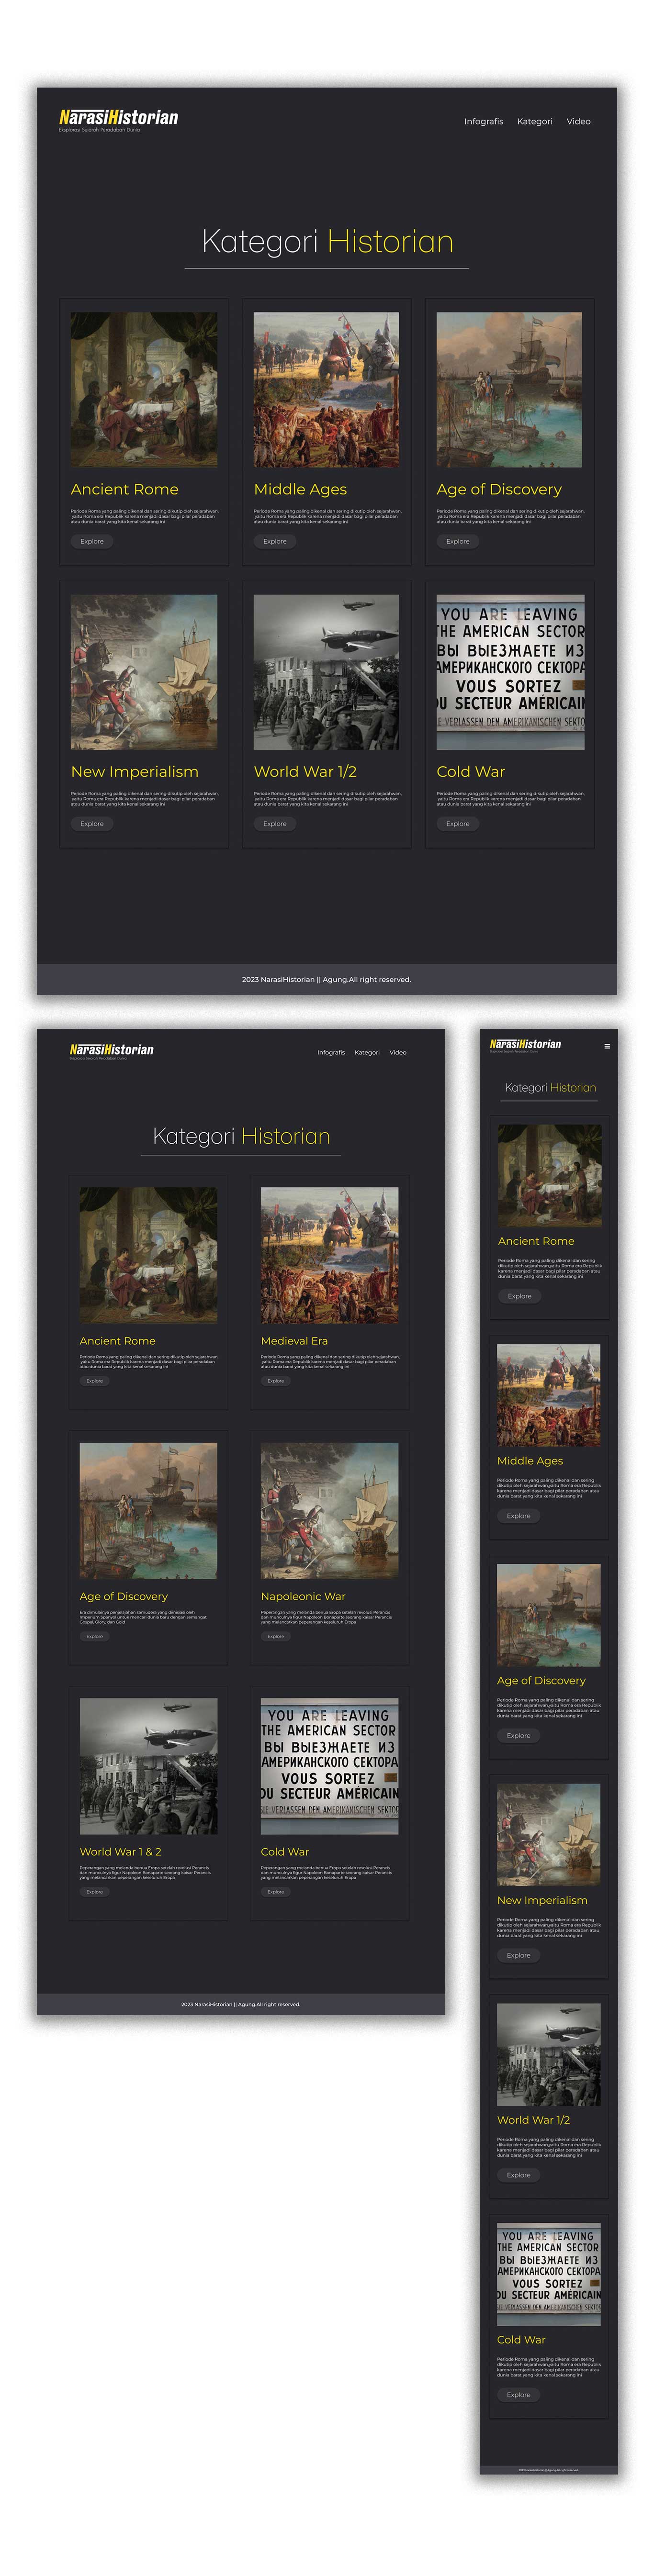 NarasiHistorian
Eksplorasi Sejarah Peradaban Dunia
Infografis Kategori Video
Kategori Historian
Ancient Rome
Periode Roma yang paling dikenal dan sering dikutip oleh sejarahwan,
yaitu Roma era Republik karena menjadi dasar bagi pilar peradaban
atau dunia barat yang kita kenal sekarang ini
Explore
Middle Ages
Periode Roma yang paling dikenal dan sering dikutip oleh sejarahwan,
yaitu Roma era Republik karena menjadi dasar bagi pilar peradaban
atau dunia barat yang kita kenal sekarang ini
Explore
Age of Discovery
Periode Roma yang paling dikenal dan sering dikutip oleh sejarahwan,
yaitu Roma era Republik karena menjadi dasar bagi pilar peradaban
atau dunia barat yang kita kenal sekarang ini
Explore
YOU ARE LEAVING
THE AMERICAN SECTOR
ВЫ ВЫЕЗЖАЕТЕ ИЗ
АМЕРИКАНСКОГО СЕКТОРА
VOUS SORTEZ
DU SECTEUR AMÉRICAIN
SIE VERLASSEN DEN AMERIKANISCHEN SEKTO
New Imperialism
Periode Roma yang paling dikenal dan sering dikutip oleh sejarahwan,
yaitu Roma era Republik karena menjadi dasar bagi pilar peradaban
atau dunia barat yang kita kenal sekarang ini
Explore
World War 1/2
Periode Roma yang paling dikenal dan sering dikutip oleh sejarahwan,
yaitu Roma era Republik karena menjadi dasar bagi pilar peradaban
atau dunia barat yang kita kenal sekarang ini
Explore
Cold War
Periode Roma yang paling dikenal dan sering dikutip oleh sejarahwan,
yaitu Roma era Republik karena menjadi dasar bagi pilar peradaban
atau dunia barat yang kita kenal sekarang ini
Explore
2023 NarasiHistorian || Agung.All right reserved.
NarasiHistorian
Eksplorasi Sejarah Peradaban Dunia
Infografis Kategori Video
Kategori Historian
Ancient Rome
Periode Roma yang paling dikenal dan sering dikutip oleh sejarahwan,
yaitu Roma era Republik karena menjadi dasar bagi pilar peradaban
atau dunia barat yang kita kenal sekarang ini
Explore
Medieval Era
Periode Roma yang paling dikenal dan sering dikutip oleh sejarahwan,
yaitu Roma era Republik karena menjadi dasar bagi pilar peradaban
atau dunia barat yang kita kenal sekarang ini
Explore
Age of Discovery
Era dimulainya penjelajahan samudera yang diinisiasi oleh
Imperium Spanyol untuk mencari dunia baru dengan semangat
Gospel, Glory, dan Gold
Explore
Napoleonic War
Peperangan yang melanda benua Eropa setelah revolusi Perancis
dan munculnya figur Napoleon Bonaparte seorang kaisar Perancis
yang melancarkan peperangan keseluruh Eropa
Explore
YOU ARE LEAVING
THE AMERICAN SECTOR
ВЫ ВЫЕЗЖАЕТЕ ИЗ
АМЕРИКАНСКОГО СЕКТОРА
VOUS SORTEZ
DU SECTEUR AMÉRICAIN
SIE VERLASSEN DEN AMERIKANISCHEN SEKTO
World War 1 & 2
Peperangan yang melanda benua Eropa setelah revolusi Perancis
dan munculnya figur Napoleon Bonaparte seorang kaisar Perancis
yang melancarkan peperangan keseluruh Eropa
Explore
Cold War
Peperangan yang melanda benua Eropa setelah revolusi Perancis
dan munculnya figur Napoleon Bonaparte seorang kaisar Perancis
yang melancarkan peperangan keseluruh Eropa
Explore
2023 NarasiHistorian || Agung.All right reserved.
NarasiHistorian
Eksplorasi Sejarah Peradaban Dunia
Kategori Historian
Ancient Rome
Periode Roma yang paling dikenal dan sering
dikutip oleh sejarahwan,yaitu Roma era Republik
karena menjadi dasar bagi pilar peradaban atau
dunia barat yang kita kenal sekarang ini
Explore
Middle Ages
Periode Roma yang paling dikenal dan sering
dikutip oleh sejarahwan,yaitu Roma era Republik
karena menjadi dasar bagi pilar peradaban atau
dunia barat yang kita kenal sekarang ini
Explore
Age of Discovery
Periode Roma yang paling dikenal dan sering
dikutip oleh sejarahwan,yaitu Roma era Republik
karena menjadi dasar bagi pilar peradaban atau
dunia barat yang kita kenal sekarang ini
Explore
New Imperialism
Periode Roma yang paling dikenal dan sering
dikutip oleh sejarahwan,yaitu Roma era Republik
karena menjadi dasar bagi pilar peradaban atau
dunia barat yang kita kenal sekarang ini
Explore
World War 1/2
Periode Roma yang paling dikenal dan sering
dikutip oleh sejarahwan,yaitu Roma era Republik
karena menjadi dasar bagi pilar peradaban atau
dunia barat yang kita kenal sekarang ini
Explore
YOU ARE LEAVING
THE AMERICAN SECTOR
ВЫ ВЫЕЗЖАЕТЕ ИЗ
АМЕРИКАНСКОГО СЕКТОРА
VOUS SORTEZ
DU SECTEUR AMÉRICAIN
SIE VERLASSEN DEN AMERIKANISCHEN SEKTO
Cold War
Periode Roma yang paling dikenal dan sering
dikutip oleh sejarahwan,yaitu Roma era Republik
karena menjadi dasar bagi pilar peradaban atau
dunia barat yang kita kenal sekarang ini
Explore
2023 NarasiHistorian || Agung.All right reserved.